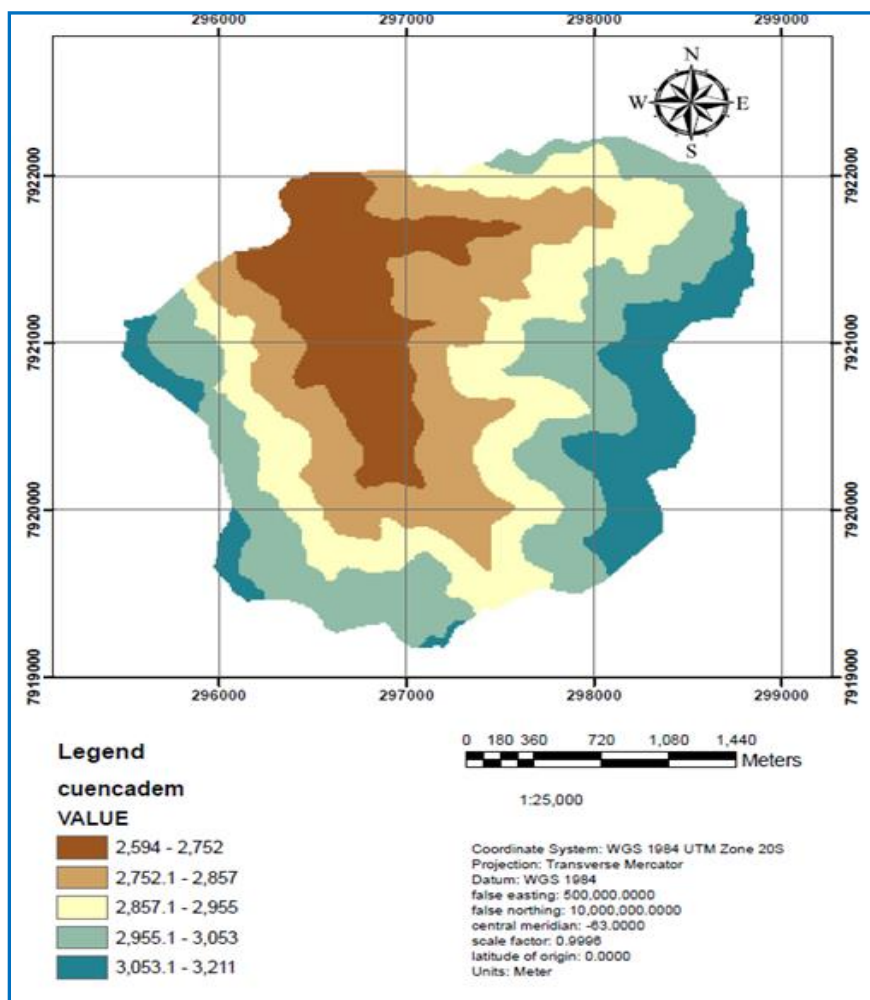 296000 297000 298000 299000
N
W E
S
7922000 7922000
7921000 7921000
7920000 7920000
7919000 7919000
296000 297000 298000 299000
Legend
cuencadem
VALUE
2,594 - 2,752
2,752.1 - 2,857
2,857.1 - 2,955
2,955.1 - 3,053
3,053.1 - 3,211
0 180 360 720 1,080 1,440
Meters
1:25,000
Coordinate System: WGS 1984 UTM Zone 20S
Projection: Transverse Mercator
Datum: WGS 1984
false easting: 500,000.0000
false northing: 10,000,000.0000
central meridian: -63.0000
scale factor: 0.9996
latitude of origin: 0.0000
Units: Meter